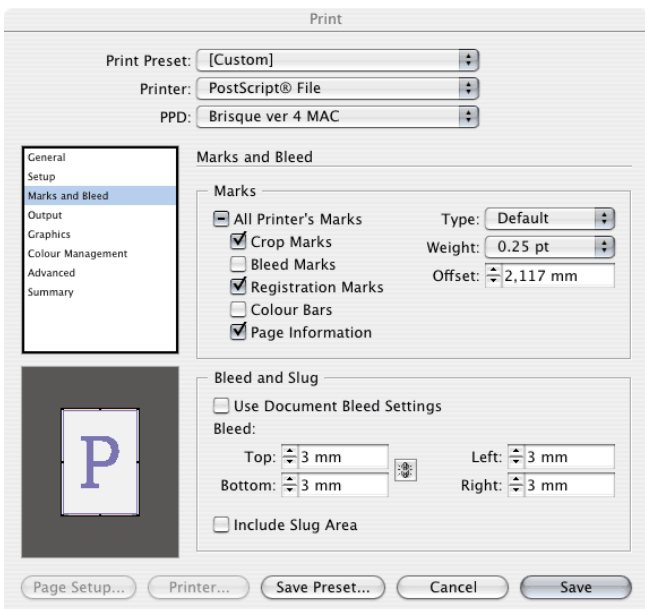 Print
Print Preset: [Custom]
Printer: PostScript® File
PPD: Brisque ver 4 MAC
General
Setup
Marks and Bleed
Output
Graphics
Colour Management
Advanced
Summary
Marks and Bleed
Marks
All Printer's Marks
Crop Marks
Bleed Marks
Registration Marks
Colour Bars
Page Information
Type: Default
Weight: 0.25 pt
Offset: 2,117 mm
P
Bleed and Slug
Use Document Bleed Settings
Bleed:
Top: 3 mm Left: 3 mm
Bottom: 3 mm Right: 3 mm
Include Slug Area
Page Setup... Printer... Save Preset... Cancel Save